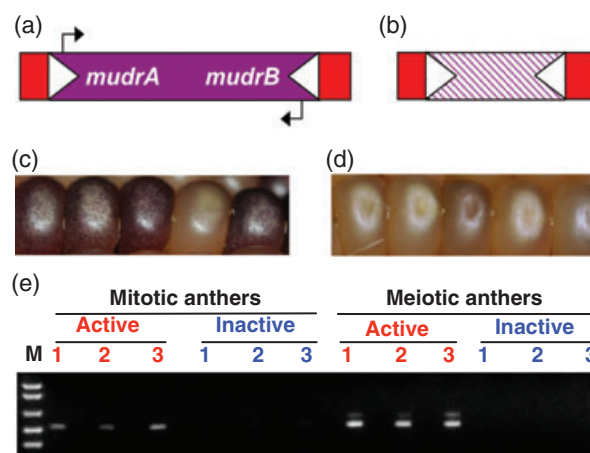 (a) (b)
mudrA mudrB
(c) (d)
(e)
Mitotic anthers Meiotic anthers
Active Inactive Active Inactive
M 1 2 3 1 2 3 1 2 3 1 2 3